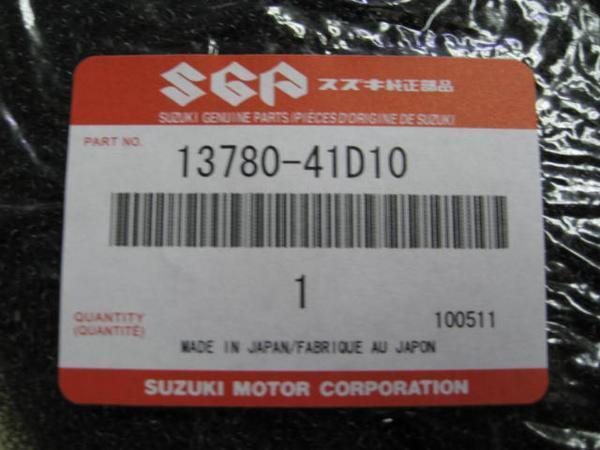 SGP スズキ純正部品
SUZUKI GENUINE PARTS/PIÈCES D'ORIGINE DE SUZUKI
PART NO.
13780-41D10
1
QUANTITY
(QUANTITÉ)
100511
MADE IN JAPAN/FABRIQUE AU JAPON
SUZUKI MOTOR CORPORATION